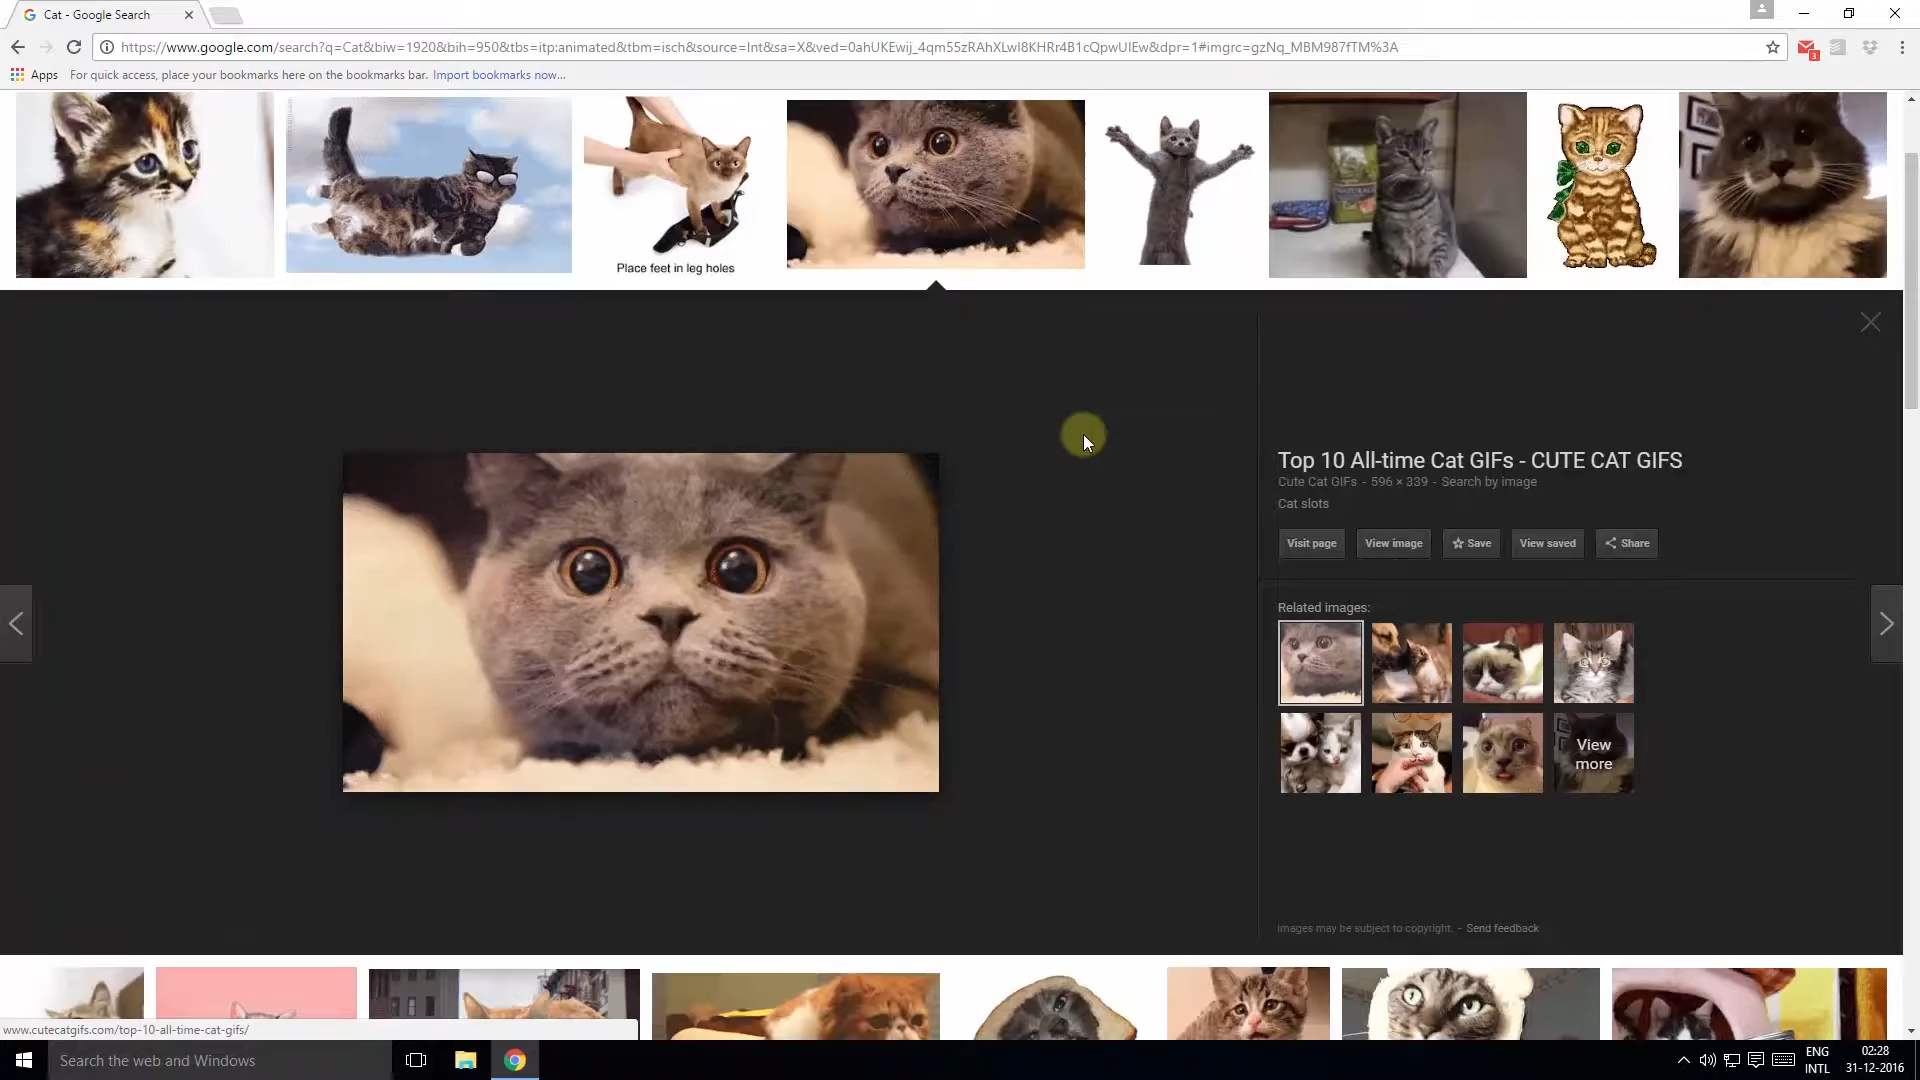 Cat - Google Search
https://www.google.com/search?q=Cat&biw=1920&bih=950&tbs=itp:animated&tbm=isch&source=lnt&sa=X&ved=0ahUKEwij_4qm55zRAhXLwI8KHRr4B1cQpwUIEw&dpr=1#imgrc=gzNq_MBM987fTM%3A
3
Apps For quick access, place your bookmarks here on the bookmarks bar. Import bookmarks now...
Place feet in leg holes
Top 10 All-time Cat GIFs - CUTE CAT GIFS
Cute Cat GIFs - 596 × 339 - Search by image
Cat slots
Visit page View image Save View saved Share
Related images:
View
more
Images may be subject to copyright. - Send feedback
www.cutecatgifs.com/top-10-all-time-cat-gifs/
Search the web and Windows
ENG
INTL
02:28
31-12-2016